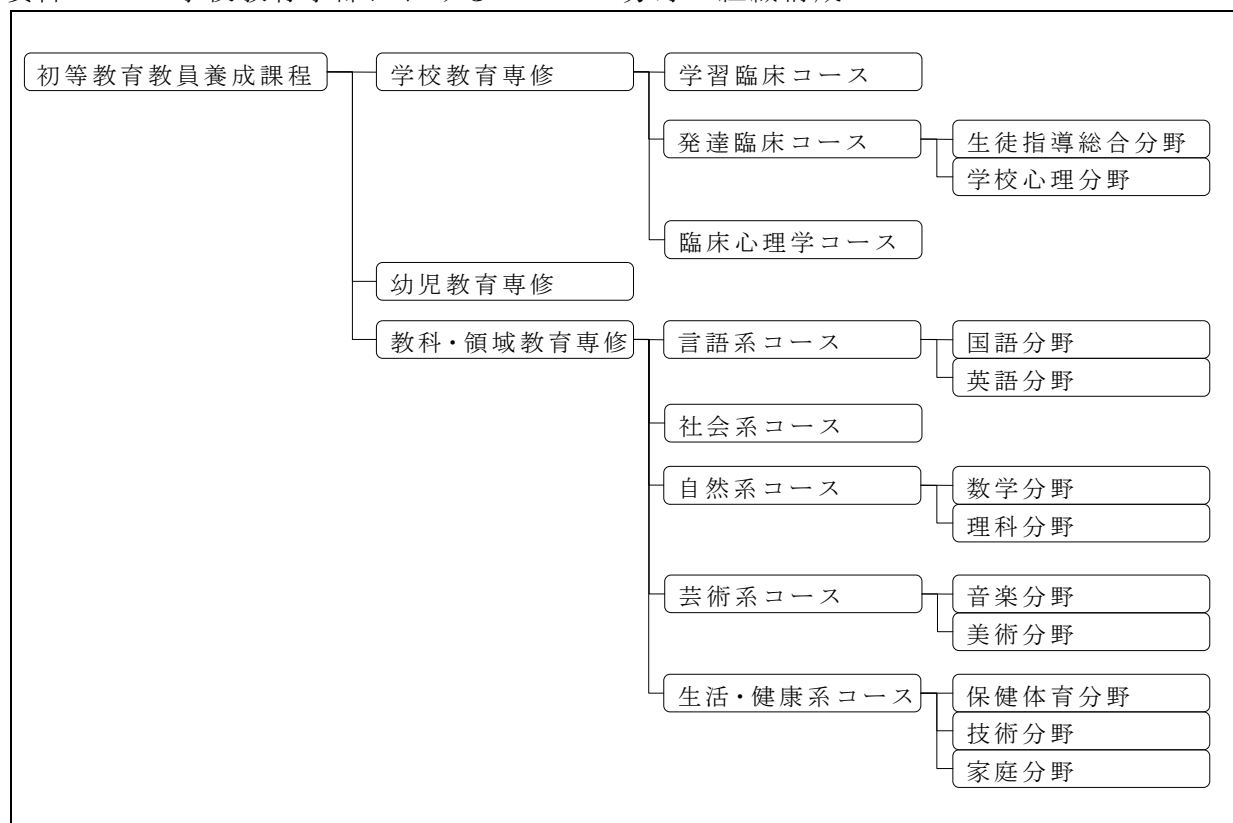 初等教育教員養成課程
学校教育専修
学習臨床コース
発達臨床コース
生徒指導総合分野
学校心理分野
臨床心理学コース
幼児教育専修
教科・領域教育専修
言語系コース
国語分野
英語分野
社会系コース
自然系コース
数学分野
理科分野
芸術系コース
音楽分野
美術分野
生活・健康系コース
保健体育分野
技術分野
家庭分野